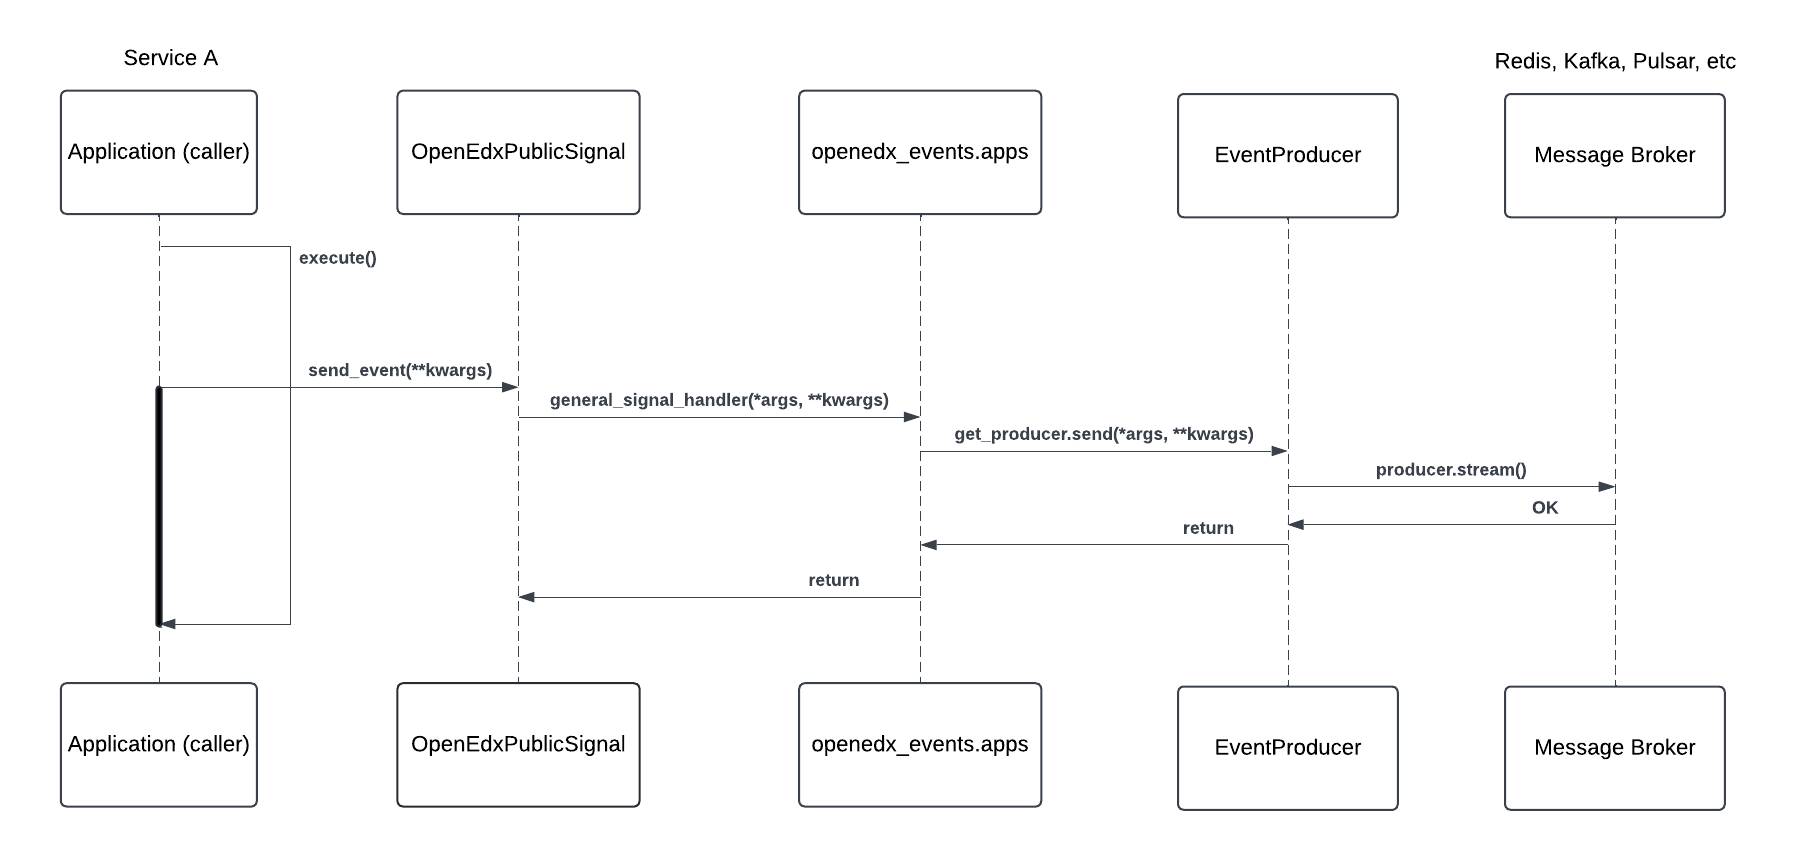 Service A
Redis, Kafka, Pulsar, etc
Application (caller)
OpenEdxPublicSignal
openedx_events.apps
EventProducer
Message Broker
execute()
send_event(**kwargs)
general_signal_handler(*args, **kwargs)
get_producer.send(*args, **kwargs)
producer.stream()
OK
return
return
Application (caller)
OpenEdxPublicSignal
openedx_events.apps
EventProducer
Message Broker